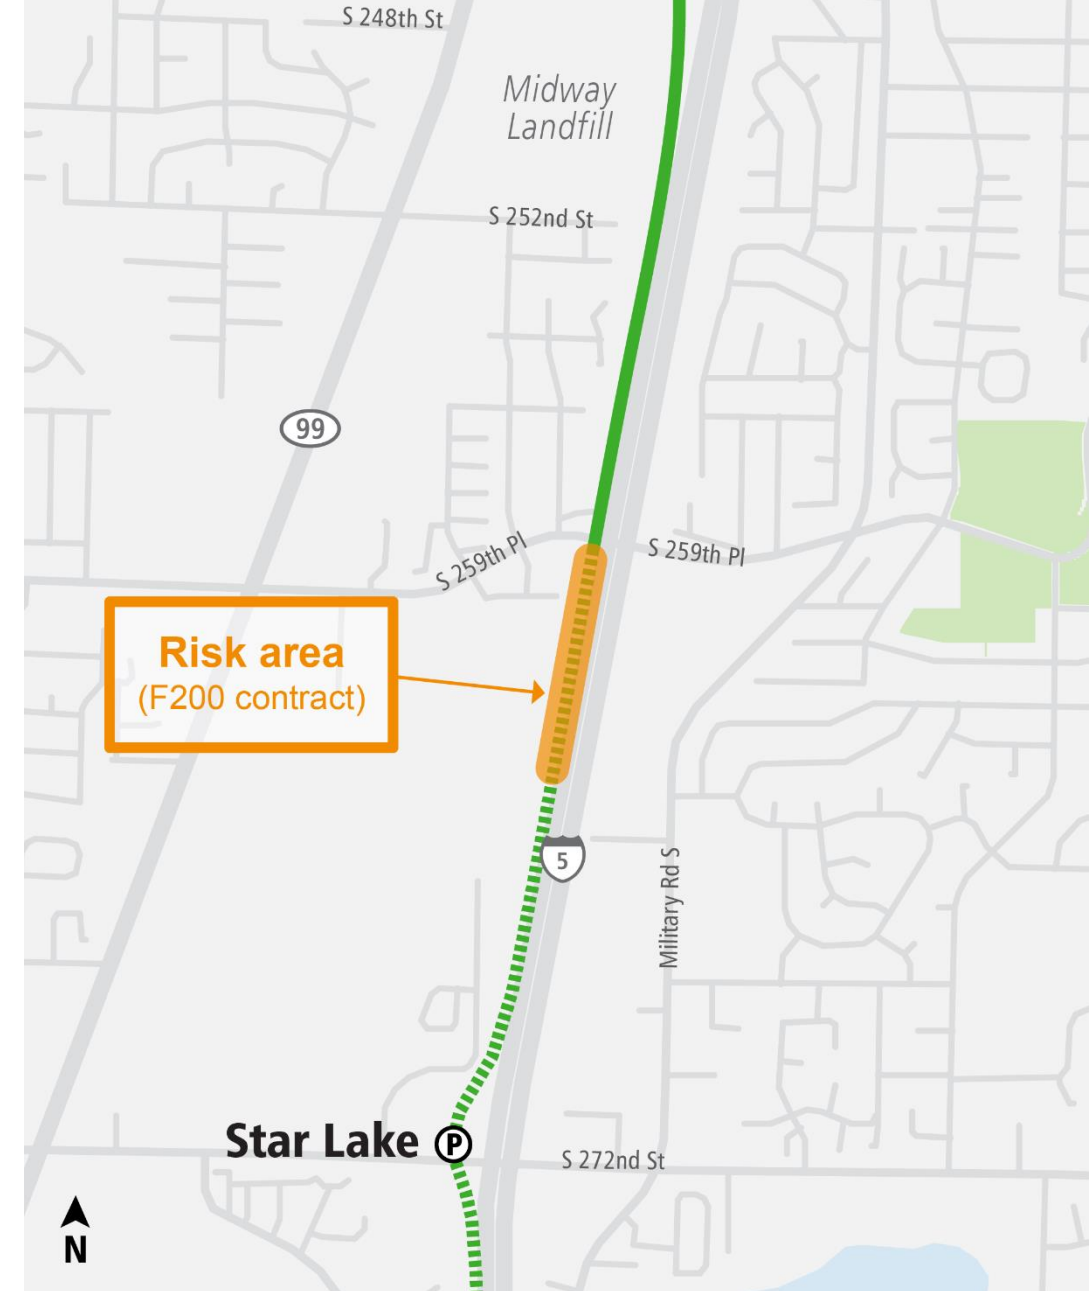 S 248th St
Midway
Landfill
S 252nd St
99
S 259th Pl
S 259th Pl
Risk area
(F200 contract)
5
Military Rd S
Star Lake P
S 272nd St
N